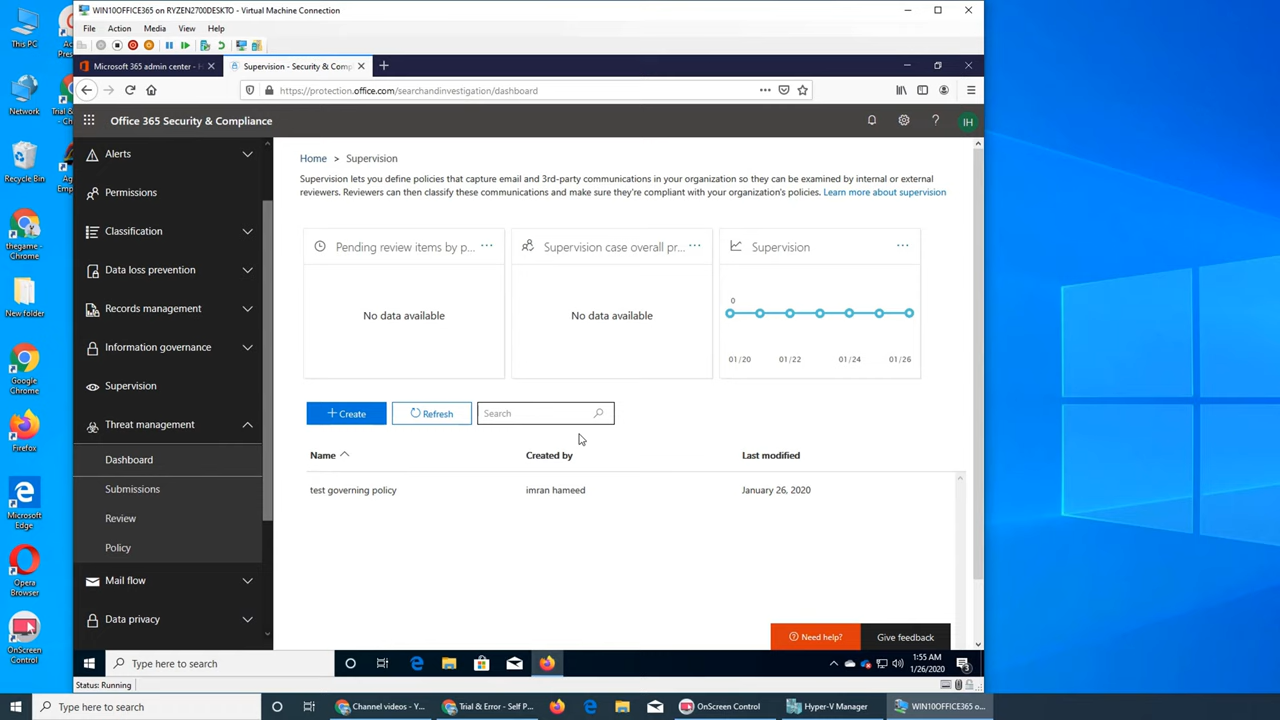 WIN10OFFICE365 on RYZEN2700DESKTO - Virtual Machine Connection
File Action Media View Help
Microsoft 365 admin center - H
Supervision - Security & Compl
https://protection.office.com/searchandinvestigation/dashboard
Office 365 Security & Compliance
IH
Alerts
Permissions
Classification
Data loss prevention
Records management
Information governance
Supervision
Threat management
Dashboard
Submissions
Review
Policy
Mail flow
Data privacy
Home > Supervision
Supervision lets you define policies that capture email and 3rd-party communications in your organization so they can be examined by internal or external
reviewers. Reviewers can then classify these communications and make sure they're compliant with your organization's policies. Learn more about supervision
Pending review items by p... ...
No data available
Supervision case overall pr... ...
No data available
Supervision ...
0
01/20 01/22 01/24 01/26
+ Create Refresh Search
Name Created by Last modified
test governing policy imran hameed January 26, 2020
Need help? Give feedback
Type here to search
1:55 AM
1/26/2020
3
Status: Running
This PC
Network
Recycle Bin
thegame -
Chrome
New folder
Google
Chrome
Firefox
Microsoft
Edge
Opera
Browser
OnScreen
Control
Type here to search
Channel videos - Y...
Trial & Error - Self P...
OnScreen Control
Hyper-V Manager
WIN10OFFICE365 o...